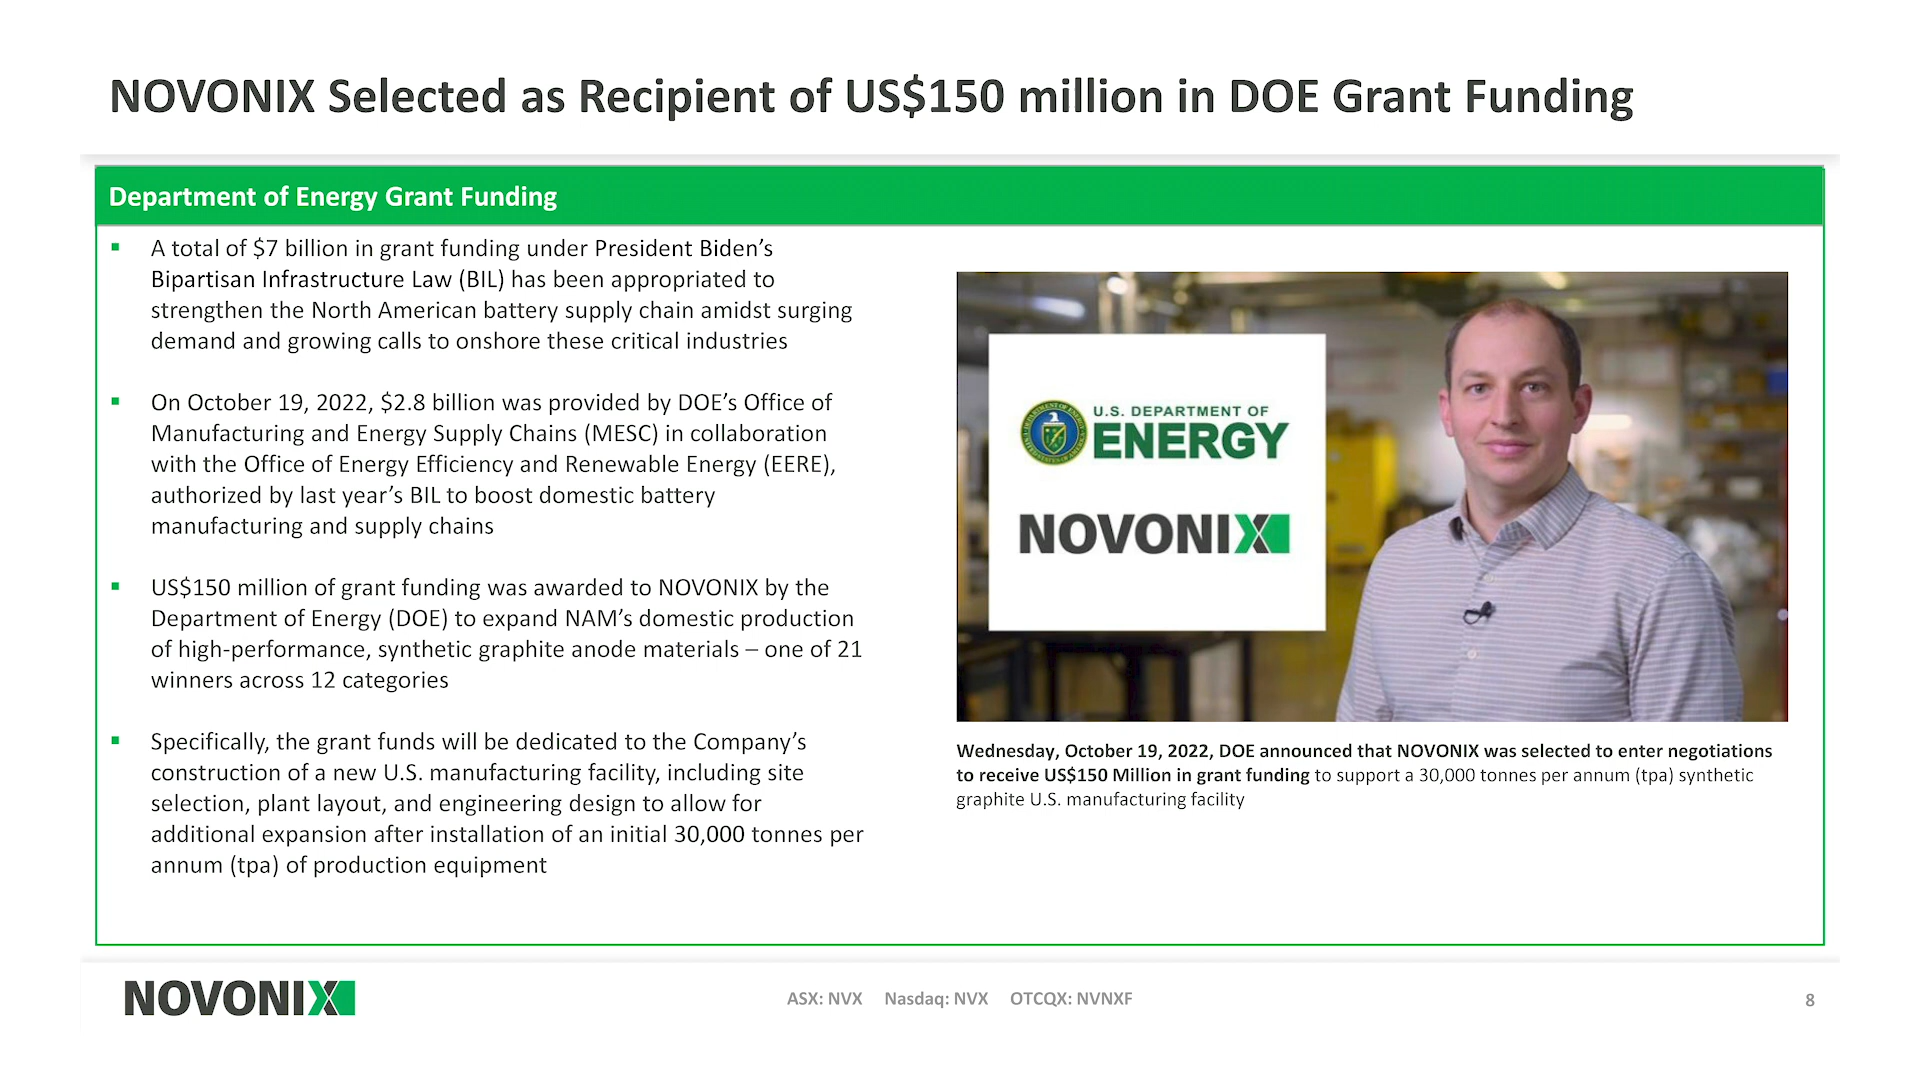 NOVONIX Selected as Recipient of US$150 million in DOE Grant Funding
Department of Energy Grant Funding
▪ A total of $7 billion in grant funding under President Biden’s
Bipartisan Infrastructure Law (BIL) has been appropriated to
strengthen the North American battery supply chain amidst surging
demand and growing calls to onshore these critical industries
▪ On October 19, 2022, $2.8 billion was provided by DOE’s Office of
Manufacturing and Energy Supply Chains (MESC) in collaboration
with the Office of Energy Efficiency and Renewable Energy (EERE),
authorized by last year’s BIL to boost domestic battery
manufacturing and supply chains
▪ US$150 million of grant funding was awarded to NOVONIX by the
Department of Energy (DOE) to expand NAM’s domestic production
of high-performance, synthetic graphite anode materials – one of 21
winners across 12 categories
▪ Specifically, the grant funds will be dedicated to the Company’s
construction of a new U.S. manufacturing facility, including site
selection, plant layout, and engineering design to allow for
additional expansion after installation of an initial 30,000 tonnes per
annum (tpa) of production equipment
U.S. DEPARTMENT OF
ENERGY
NOVONIX
Wednesday, October 19, 2022, DOE announced that NOVONIX was selected to enter negotiations
to receive US$150 Million in grant funding to support a 30,000 tonnes per annum (tpa) synthetic
graphite U.S. manufacturing facility
NOVONIX
ASX: NVX Nasdaq: NVX OTCQX: NVNXF
8